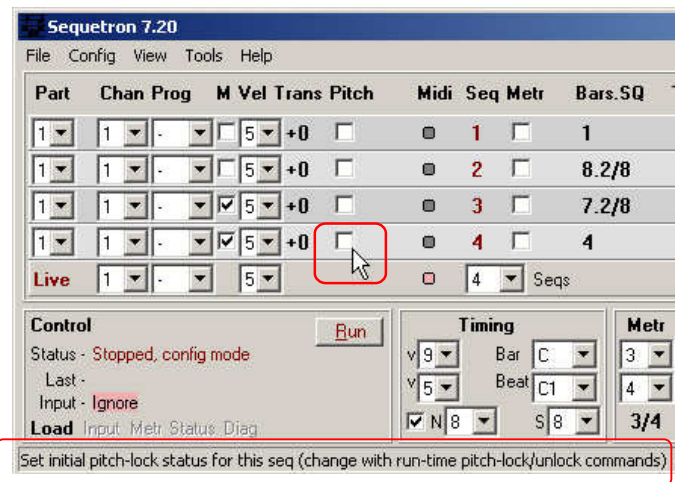 Sequetron 7.20
File Config View Tools Help
Part Chan Prog M Vel Trans Pitch Midi Seq Metr Bars.SQ
1 1 - 5 +0 1 1
1 1 - 5 +0 2 8.2/8
1 1 - 5 +0 3 7.2/8
1 1 - 5 +0 4 4
Live 1 - 5 4 Seqs
Control Run Timing Metr
Status - Stopped, config mode v 9 Bar C 3
Last - v 5 Beat C1 4
Input - Ignore
Load Input Metr Status Diag N 8 S 8 3/4
Set initial pitch-lock status for this seq (change with run-time pitch-lock/unlock commands)